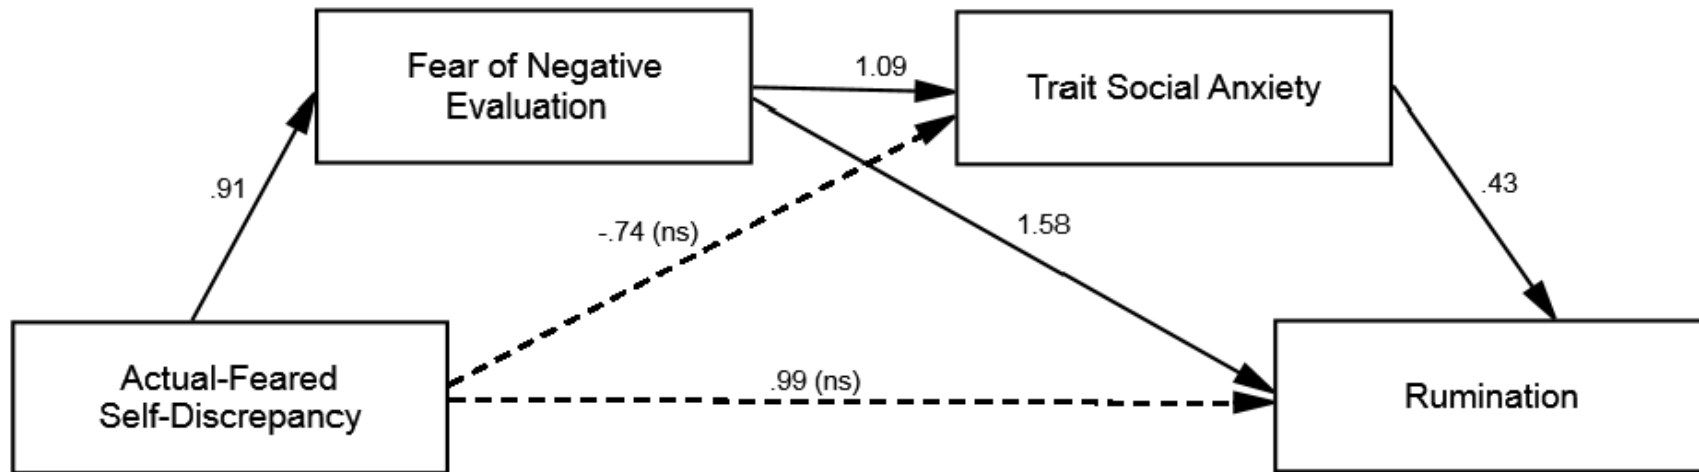 Fear of Negative
Evaluation
1.09
Trait Social Anxiety
.91
-.74 (ns)
1.58
.43
Actual-Feared
Self-Discrepancy
.99 (ns)
Rumination